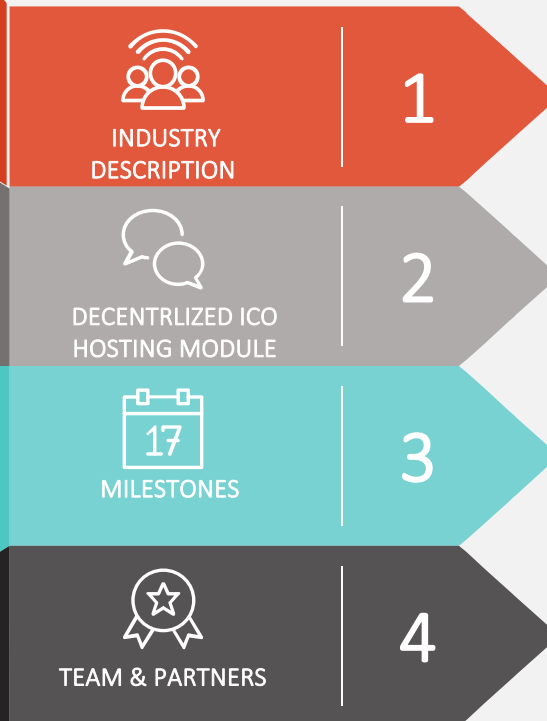 INDUSTRY
DESCRIPTION
1
DECENTRLIZED ICO
HOSTING MODULE
2
17
MILESTONES
3
TEAM & PARTNERS
4